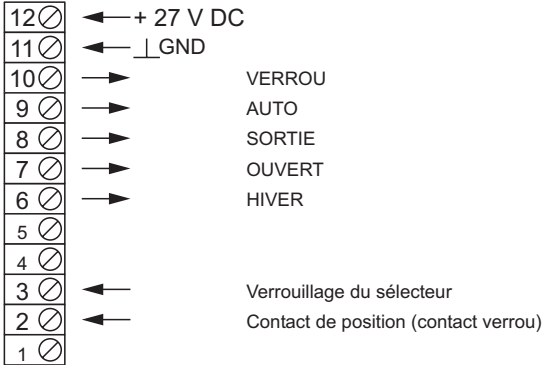 12 + 27 V DC
11 GND
10 VERROU
9 AUTO
8 SORTIE
7 OUVERT
6 HIVER
5
4
3 Verrouillage du sélecteur
2 Contact de position (contact verrou)
1